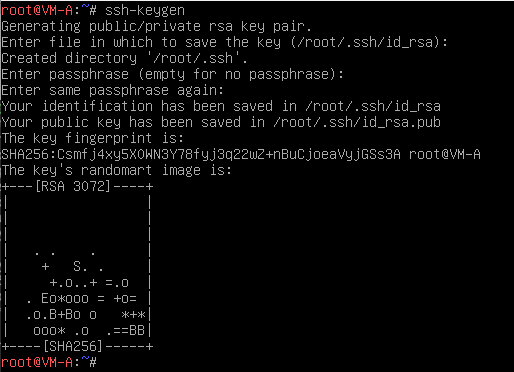 root@VM-A:~# ssh-keygen
Generating public/private rsa key pair.
Enter file in which to save the key (/root/.ssh/id_rsa):
Created directory '/root/.ssh'.
Enter passphrase (empty for no passphrase):
Enter same passphrase again:
Your identification has been saved in /root/.ssh/id_rsa
Your public key has been saved in /root/.ssh/id_rsa.pub
The key fingerprint is:
SHA256:Csmfj4xy5X0WN3Y78fyj3q22wZ+nBuCjoeaVyjGSs3A root@VM-A
The key's randomart image is:
+---[RSA 3072]----+
|                 |
|                 |
|                 |
|   . .    .      |
|    +   S. .     |
|     +.o..+ =.o  |
|  . Eo*ooo = +o= |
|  .o.B+Bo o   *+*|
|   ooo* .o  .==BB|
+----[SHA256]-----+
root@VM-A:~#